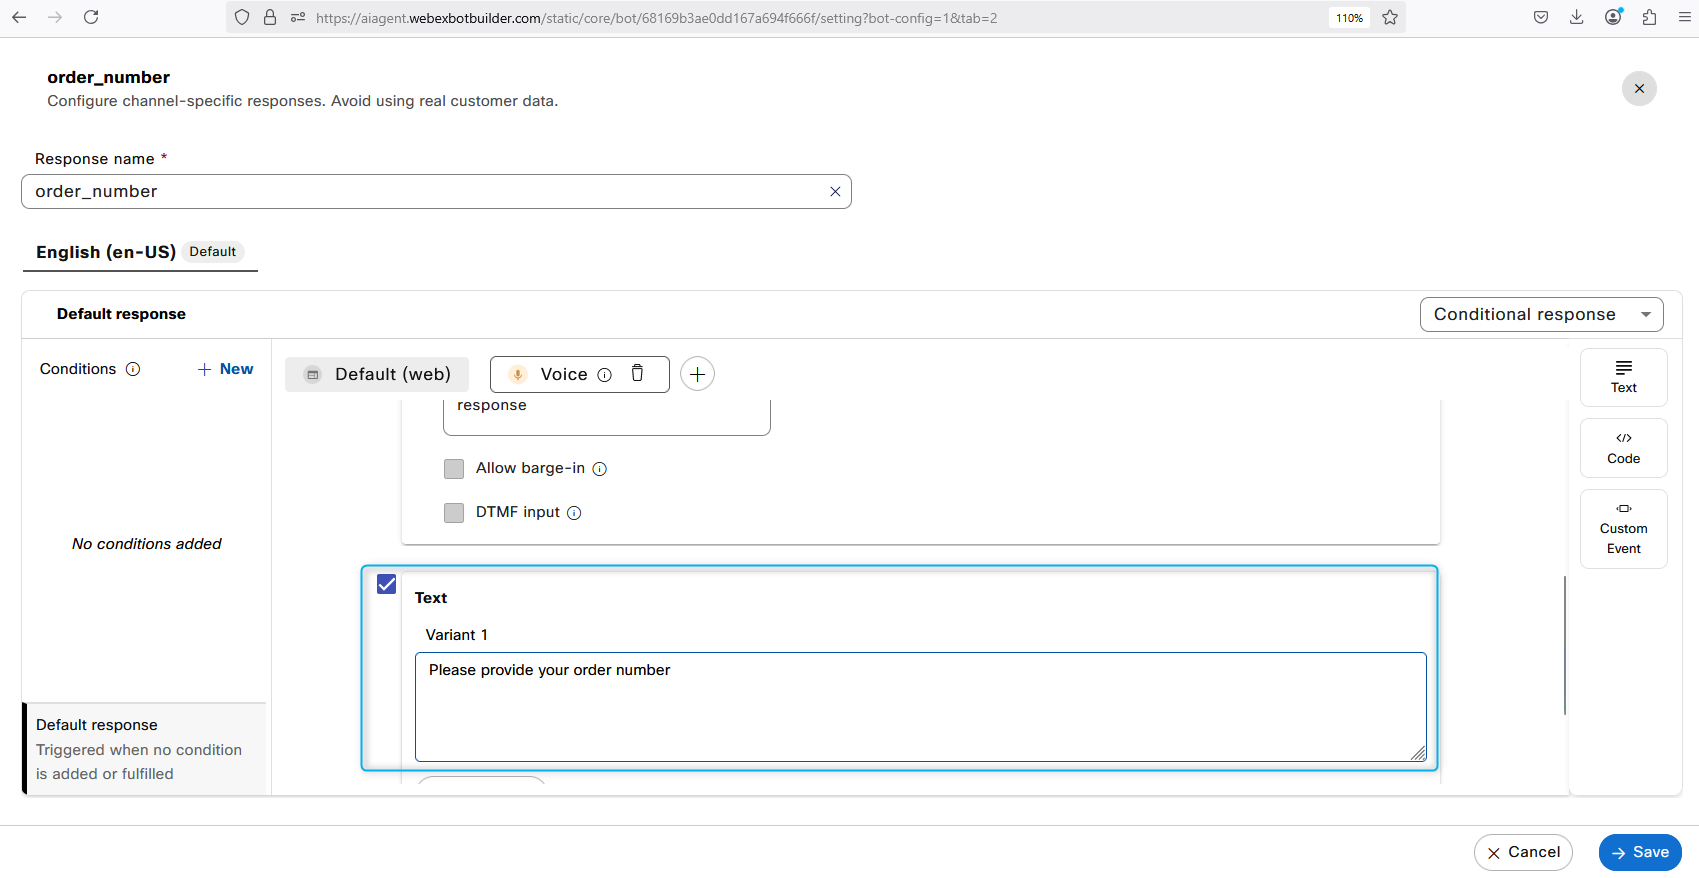 https://aiagent.webexbotbuilder.com/static/core/bot/68169b3ae0dd167a694f666f/setting?bot-config=1&tab=2
110%
order_number
Configure channel-specific responses. Avoid using real customer data.
Response name *
order_number
English (en-US) Default
Default response
Conditional response
Conditions
+ New
Default (web)
Voice
response
Allow barge-in
DTMF input
No conditions added
Text
Variant 1
Please provide your order number
Default response
Triggered when no condition
is added or fulfilled
Text
</>
Code
Custom
Event
Cancel
Save